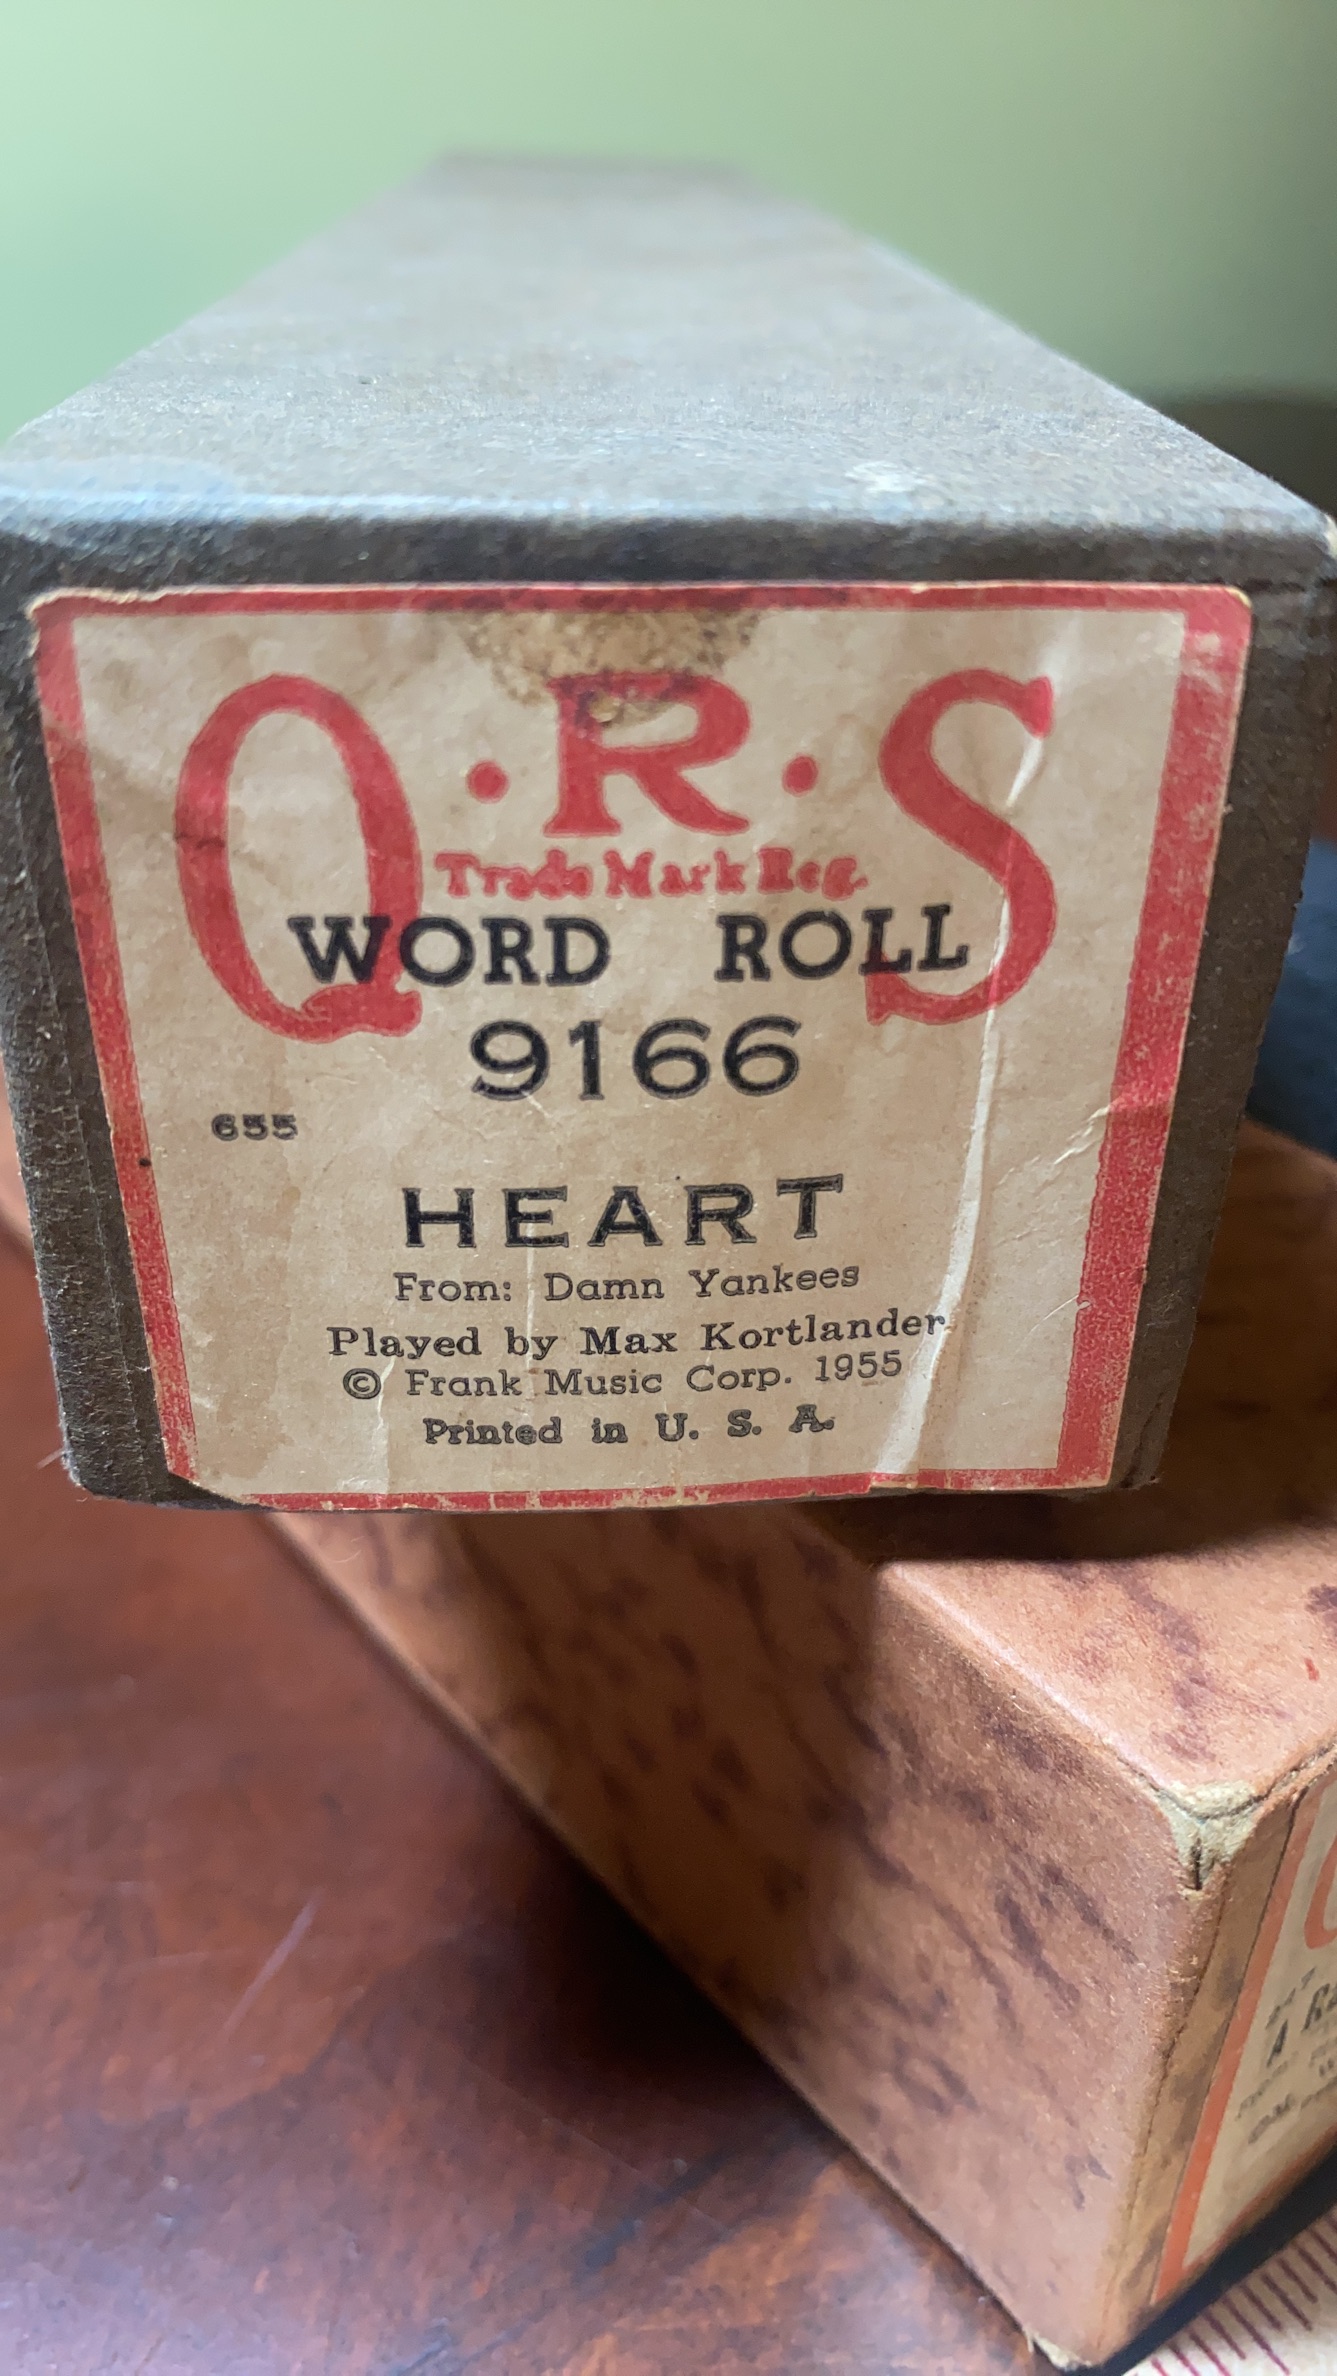 Q·R·S
Trade Mark Reg.
WORD ROLL
9166
655
HEART
From: Damn Yankees
Played by Max Kortlander
© Frank Music Corp. 1955
Printed in U. S. A.
A